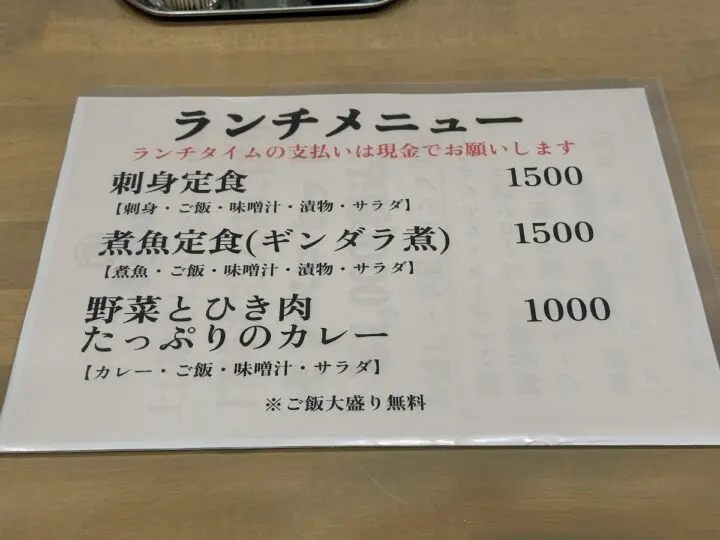 ランチメニュー
ランチタイムの支払いは現金でお願いします
刺身定食 1500
【刺身・ご飯・味噌汁・漬物・サラダ】
煮魚定食(ギンダラ煮) 1500
【煮魚・ご飯・味噌汁・漬物・サラダ】
野菜とひき肉
たっぷりのカレー 1000
【カレー・ご飯・味噌汁・サラダ】
※ご飯大盛り無料